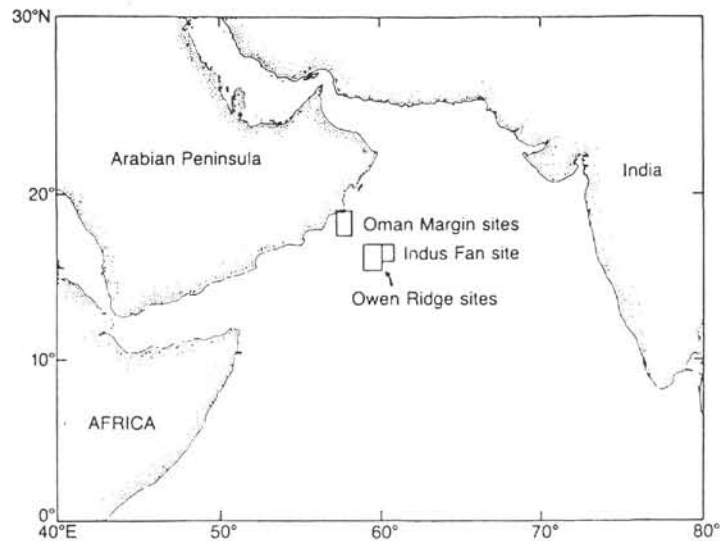 30°N
Arabian Peninsula
India
20°
Oman Margin sites
Indus Fan site
Owen Ridge sites
10°
AFRICA
0°
40°E
50°
60°
70°
80°